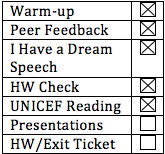 Warm-up ☒
Peer Feedback ☒
I Have a Dream ☒
Speech
HW Check ☒
UNICEF Reading ☒
Presentations ☐
HW/Exit Ticket ☐